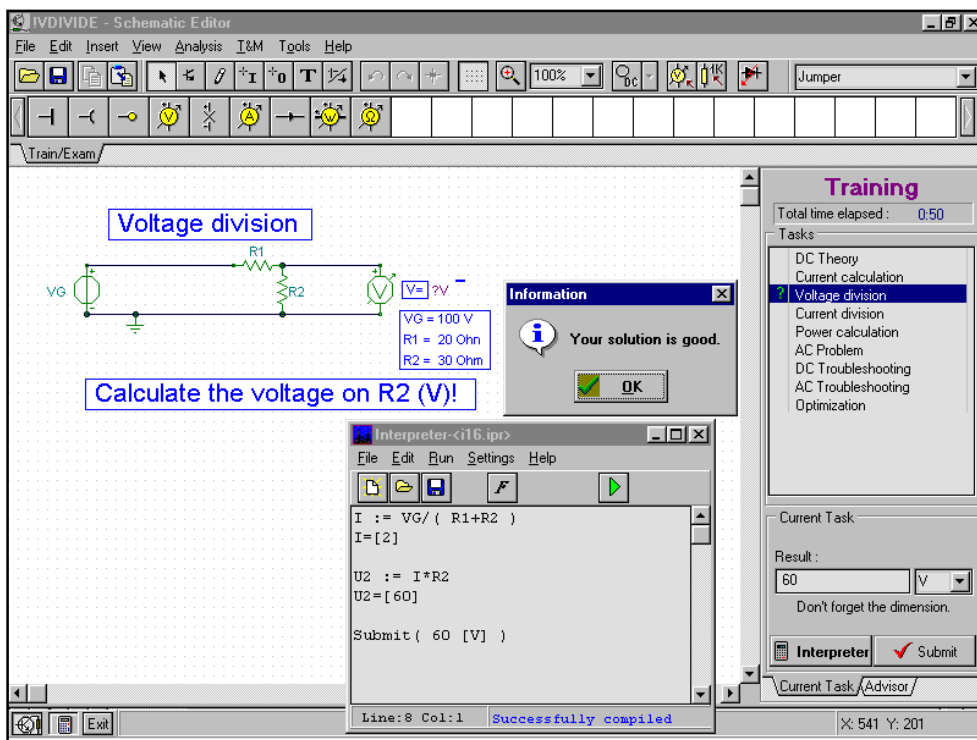 !VDIVIDE - Schematic Editor
File Edit Insert View Analysis T&M Tools Help
I 0 T 100% DC 1K Jumper
V A W Ω
Train/Exam
Voltage division
R1
VG
R2
V
V= ?V
VG = 100 V
R1 = 20 Ohn
R2 = 30 Ohm
Calculate the voltage on R2 (V)!
Information
Your solution is good.
OK
Interpreter-<i16.ipr>
File Edit Run Settings Help
F
I := VG/( R1+R2 )
I=[2]
U2 := I*R2
U2=[60]
Submit( 60 [V] )
Line:8 Col:1 Successfully compiled
Training
Total time elapsed : 0:50
Tasks
DC Theory
Current calculation
? Voltage division
Current division
Power calculation
AC Problem
DC Troubleshooting
AC Troubleshooting
Optimization
Current Task
Result :
60 V
Don't forget the dimension.
Interpreter Submit
Current Task Advisor
Exit
X: 541 Y: 201